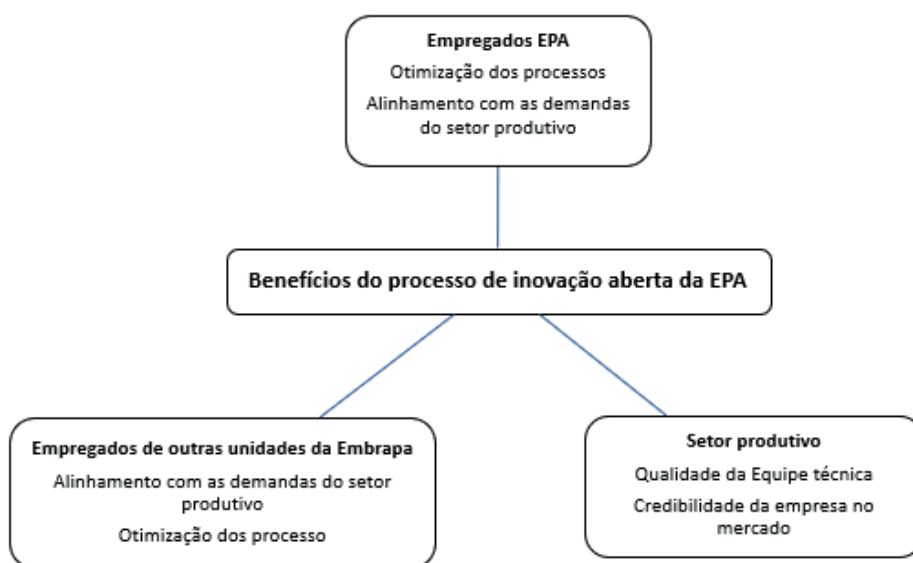 Empregados EPA
Otimização dos processos
Alinhamento com as demandas
do setor produtivo
Benefícios do processo de inovação aberta da EPA
Empregados de outras unidades da Embrapa
Alinhamento com as demandas do setor
produtivo
Otimização dos processo
Setor produtivo
Qualidade da Equipe técnica
Credibilidade da empresa no
mercado